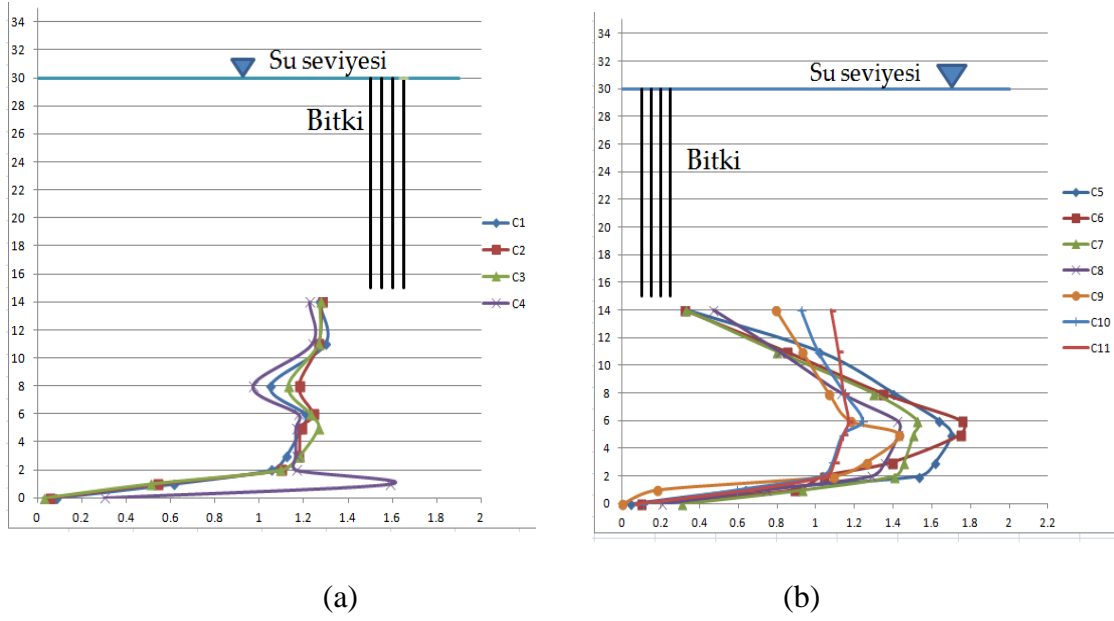 34
32
30
28
26
24
22
20
18
16
14
12
10
8
6
4
2
0
0 0.2 0.4 0.6 0.8 1 1.2 1.4 1.6 1.8 2
Su seviyesi
Bitki
C1
C2
C3
C4
(a)
34
32
30
28
26
24
22
20
18
16
14
12
10
8
6
4
2
0
0 0.2 0.4 0.6 0.8 1 1.2 1.4 1.6 1.8 2 2.2
Su seviyesi
Bitki
C5
C6
C7
C8
C9
C10
C11
(b)